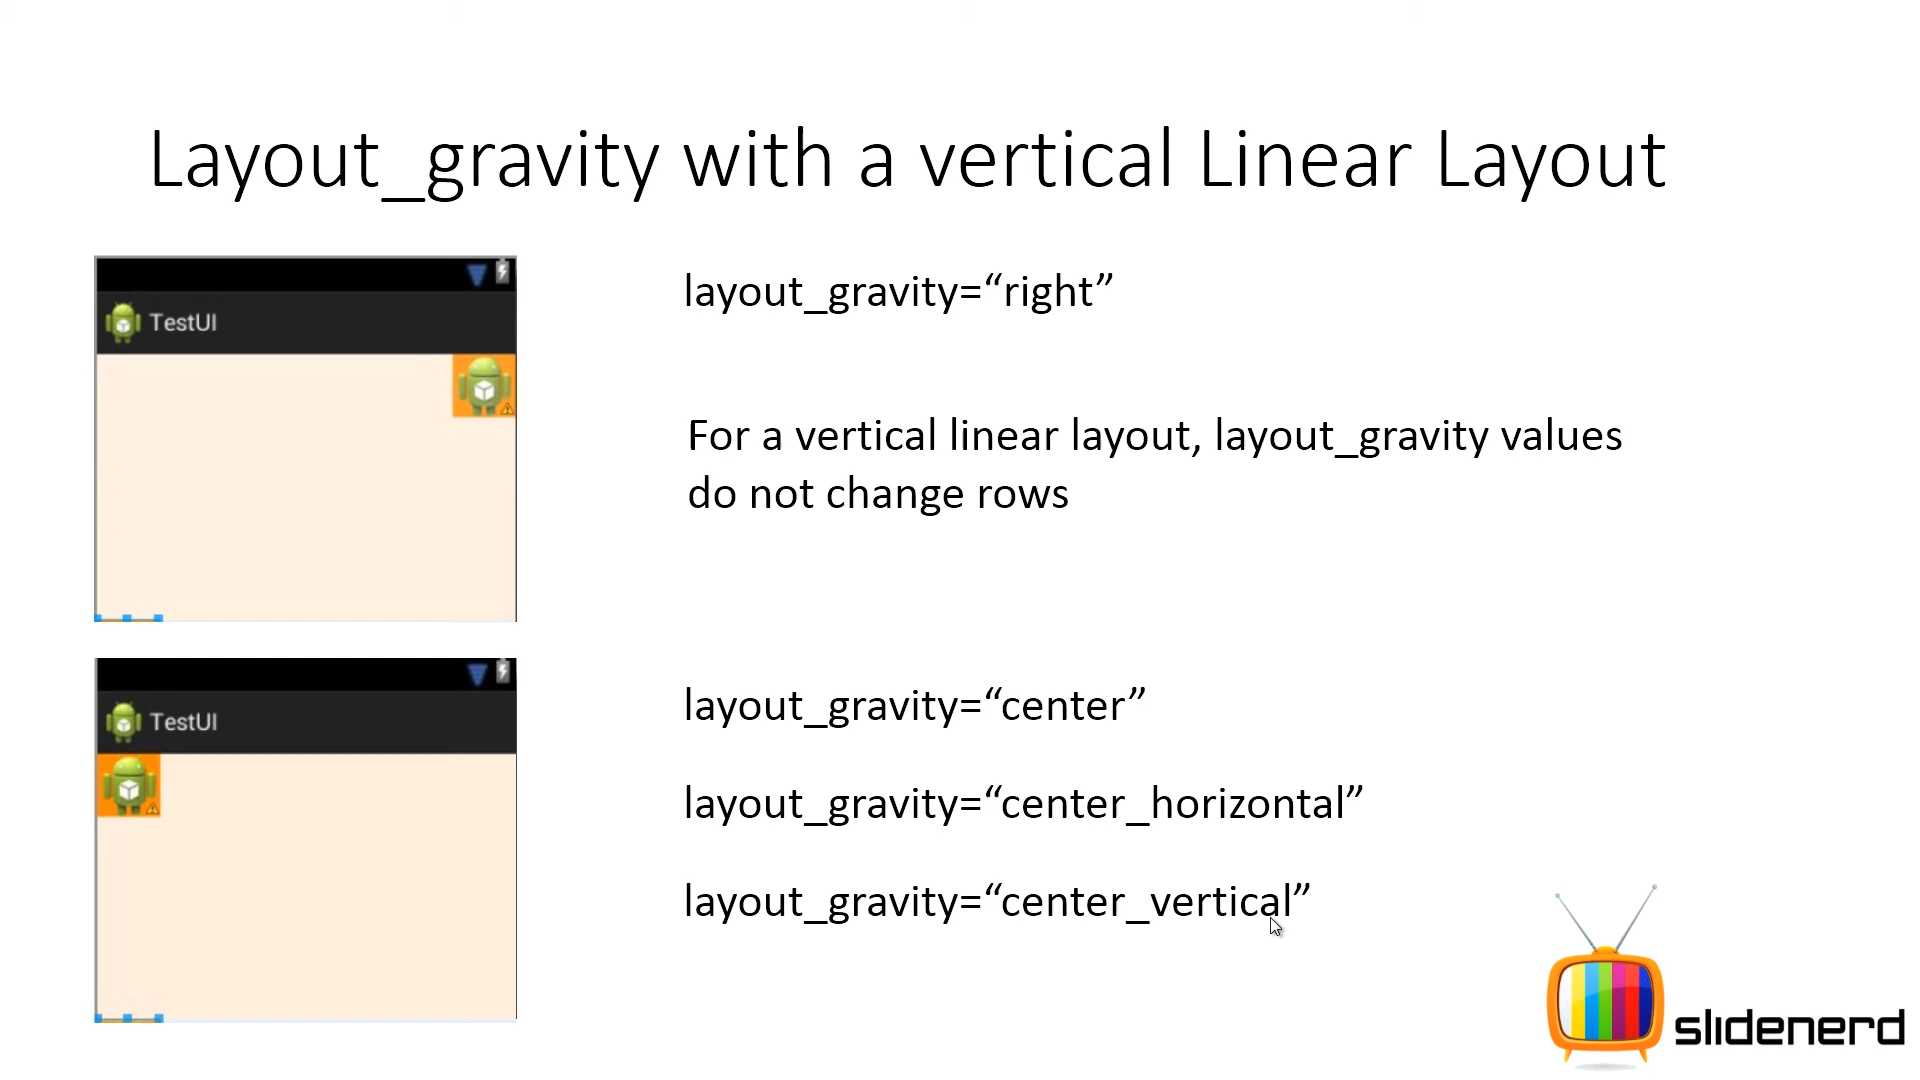 Layout_gravity with a vertical Linear Layout
TestUI
layout_gravity=“right”
For a vertical linear layout, layout_gravity values
do not change rows
TestUI
layout_gravity=“center”
layout_gravity=“center_horizontal”
layout_gravity=“center_vertical”
slidenerd